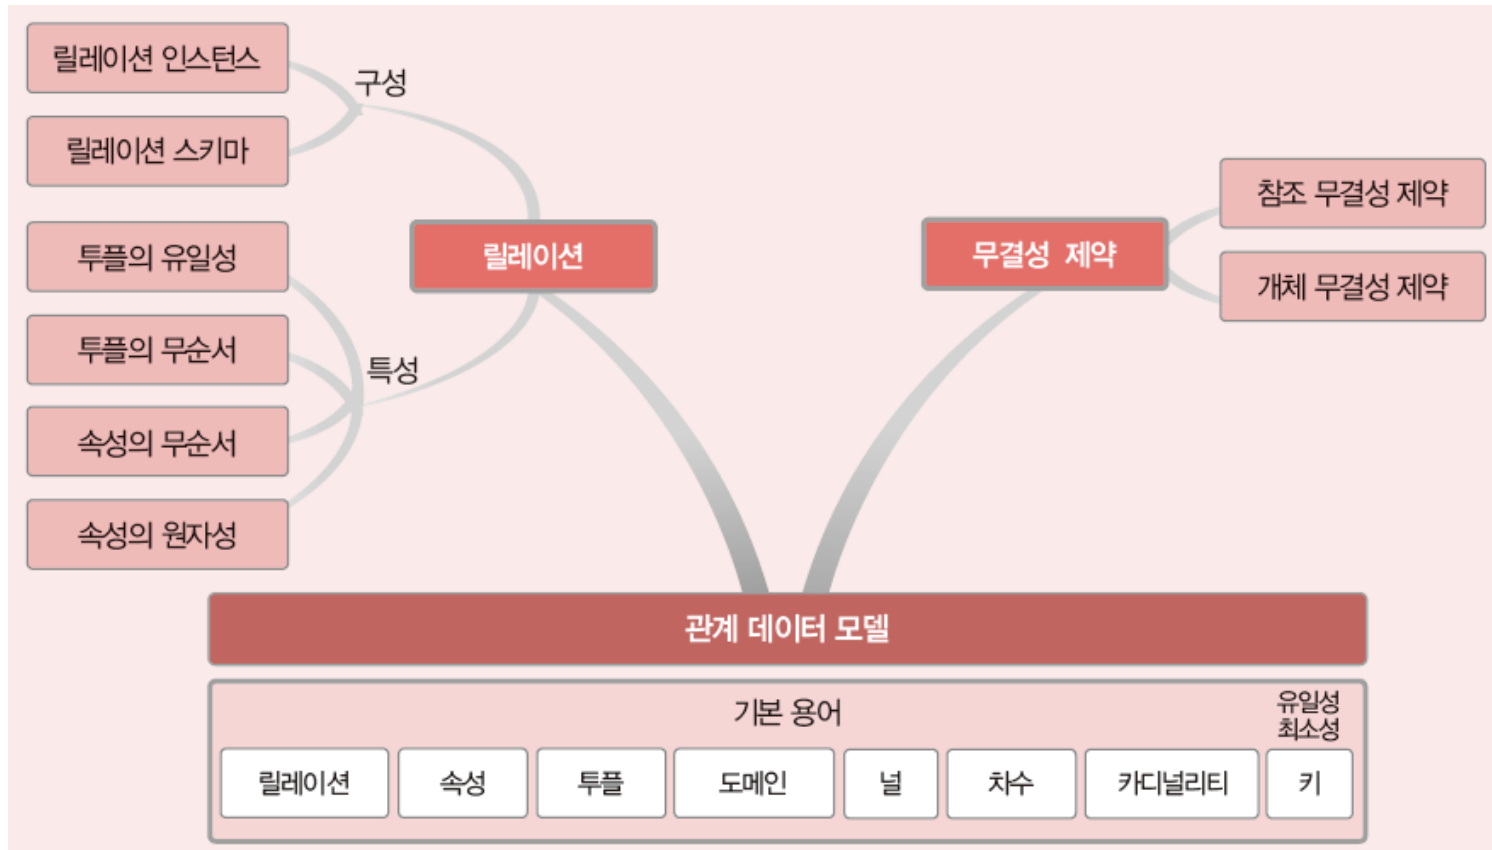 릴레이션 인스턴스
구성
릴레이션 스키마
투플의 유일성
릴레이션
투플의 무순서
특성
속성의 무순서
속성의 원자성
무결성 제약
참조 무결성 제약
개체 무결성 제약
관계 데이터 모델
기본 용어
유일성
최소성
릴레이션
속성
투플
도메인
널
차수
카디널리티
키